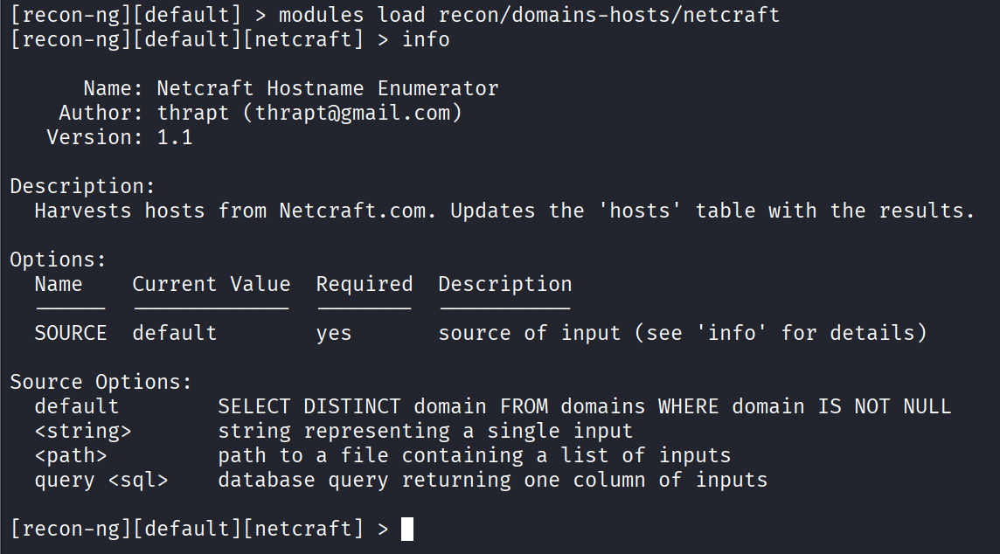 [recon-ng][default] > modules load recon/domains-hosts/netcraft
[recon-ng][default][netcraft] > info
Name: Netcraft Hostname Enumerator
Author: thrapt (thrapt@gmail.com)
Version: 1.1
Description:
Harvests hosts from Netcraft.com. Updates the 'hosts' table with the results.
Options:
Name Current Value Required Description
SOURCE default yes source of input (see 'info' for details)
Source Options:
default SELECT DISTINCT domain FROM domains WHERE domain IS NOT NULL
<string> string representing a single input
<path> path to a file containing a list of inputs
query <sql> database query returning one column of inputs
[recon-ng][default][netcraft] >